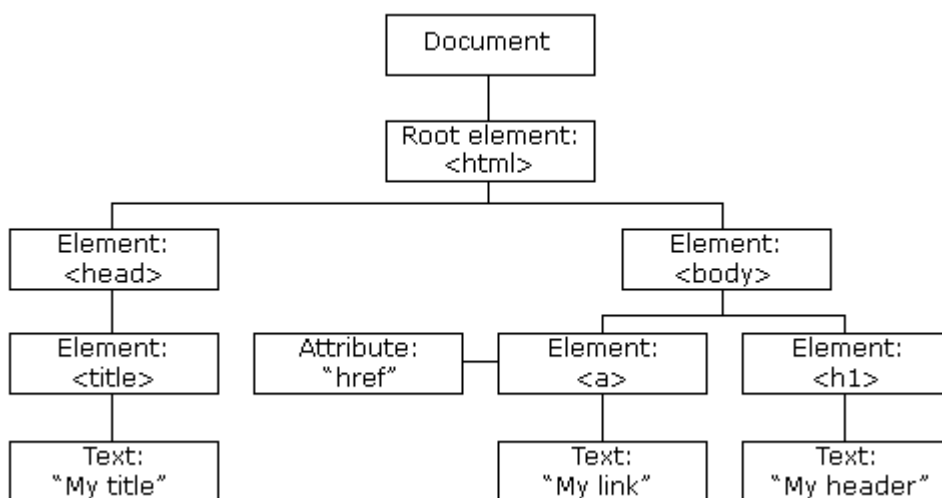 Document
Root element:
<html>
Element:
<head>
Element:
<body>
Element:
<title>
Attribute:
“href”
Element:
<a>
Element:
<h1>
Text:
“My title”
Text:
“My link”
Text:
“My header”